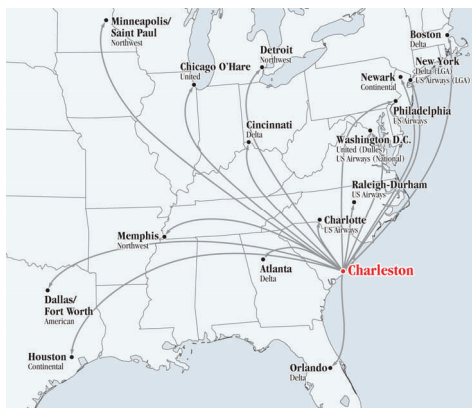 Minneapolis/
Saint Paul
Northwest
Boston
Delta
Detroit
Northwest
Chicago O'Hare
United
New York
Delta (LGA)
US Airways (LGA)
Newark
Continental
Philadelphia
US Airways
Cincinnati
Delta
Washington D.C.
United (Dulles)
US Airways (National)
Raleigh-Durham
US Airways
Charlotte
US Airways
Memphis
Northwest
Atlanta
Delta
Charleston
Dallas/
Fort Worth
American
Houston
Continental
Orlando
Delta